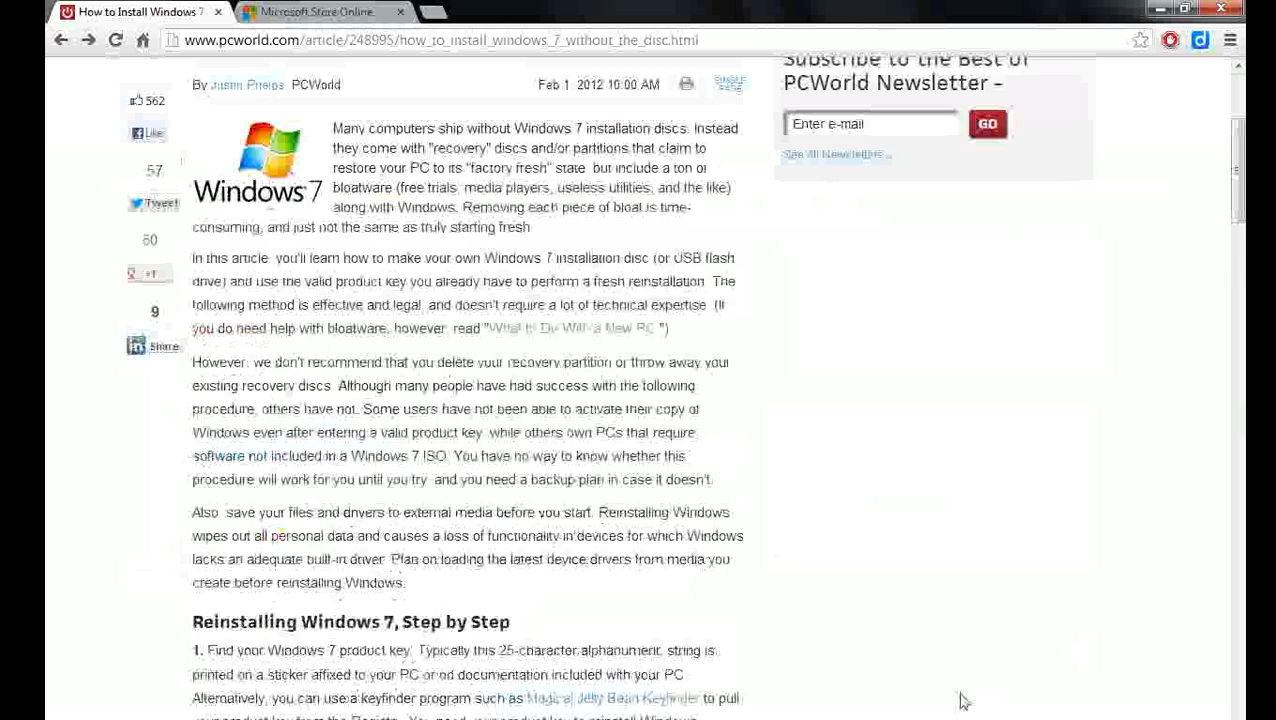 How to Install Windows 7
Microsoft Store Online
www.pcworld.com/article/248995/how_to_install_windows_7_without_the_disc.html
Subscribe to the Best of
PCWorld Newsletter –
By Justin Phelps PCWorld
Feb 1, 2012 10:00 AM
SINGLE
PAGE
562
Like
57
Tweet
60
+1
9
in Share
Enter e-mail
GO
See All Newsletters
Windows 7
Many computers ship without Windows 7 installation discs. Instead
they come with "recovery" discs and/or partitions that claim to
restore your PC to its "factory fresh" state but include a ton of
bloatware (free trials, media players, useless utilities, and the like)
along with Windows. Removing each piece of bloat is time-
consuming, and just not the same as truly starting fresh
In this article, you'll learn how to make your own Windows 7 installation disc (or USB flash
drive) and use the valid product key you already have to perform a fresh reinstallation. The
following method is effective and legal, and doesn't require a lot of technical expertise. (If
you do need help with bloatware, however, read "What to Do With a New PC.")
However, we don't recommend that you delete your recovery partition or throw away your
existing recovery discs. Although many people have had success with the following
procedure, others have not. Some users have not been able to activate their copy of
Windows even after entering a valid product key, while others own PCs that require
software not included in a Windows 7 ISO. You have no way to know whether this
procedure will work for you until you try, and you need a backup plan in case it doesn't.
Also, save your files and drivers to external media before you start. Reinstalling Windows
wipes out all personal data and causes a loss of functionality in devices for which Windows
lacks an adequate built-in driver. Plan on loading the latest device drivers from media you
create before reinstalling Windows.
Reinstalling Windows 7, Step by Step
1. Find your Windows 7 product key. Typically this 25-character alphanumeric string is
printed on a sticker affixed to your PC or od documentation included with your PC.
Alternatively, you can use a keyfinder program such as Magical Jelly Bean Keyfinder to pull
your product key from the Registry. You need your product key to reinstall Windows